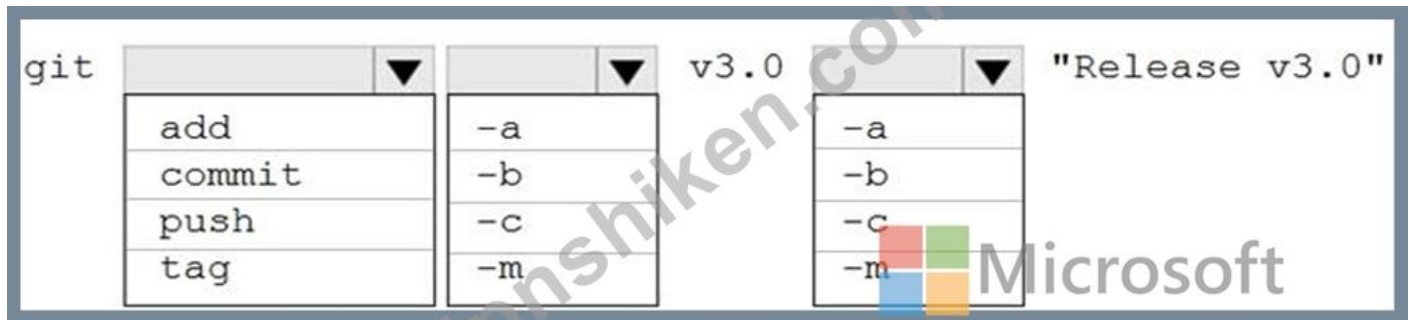 git v3.0 "Release v3.0"
add -a -a
commit -b -b
push -c -c
tag -m -m
Microsoft